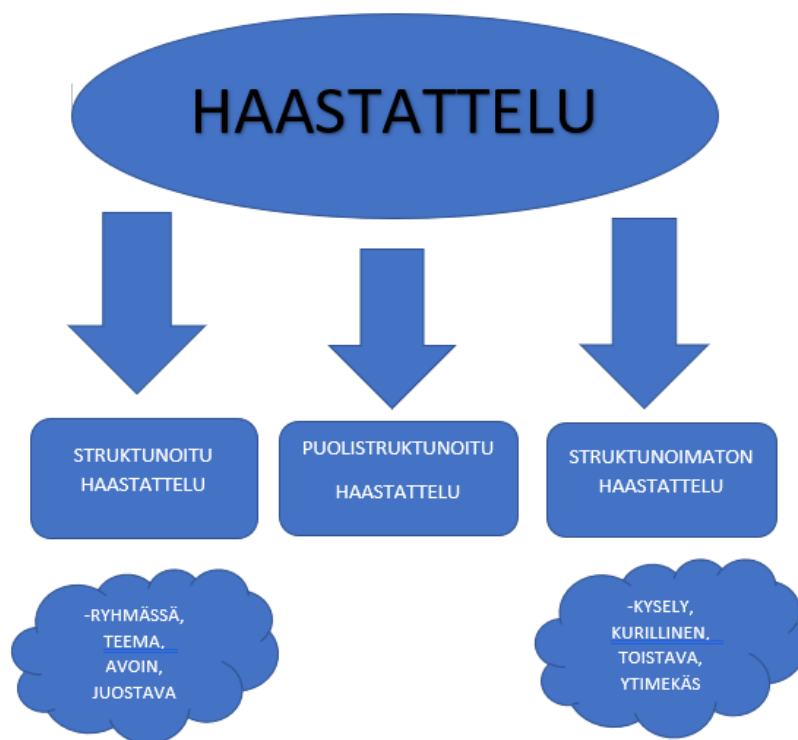 HAASTATTELU
STRUKTUNOITU
HAASTATTELU
PUOLISTRUKTUNOITU
HAASTATTELU
STRUKTUNOIMATON
HAASTATTELU
-RYHMÄSSÄ,
TEEMA,
AVOIN,
JUOSTAVA
-KYSELY,
KURILLINEN,
TOISTAVA,
YTIMEKÄS